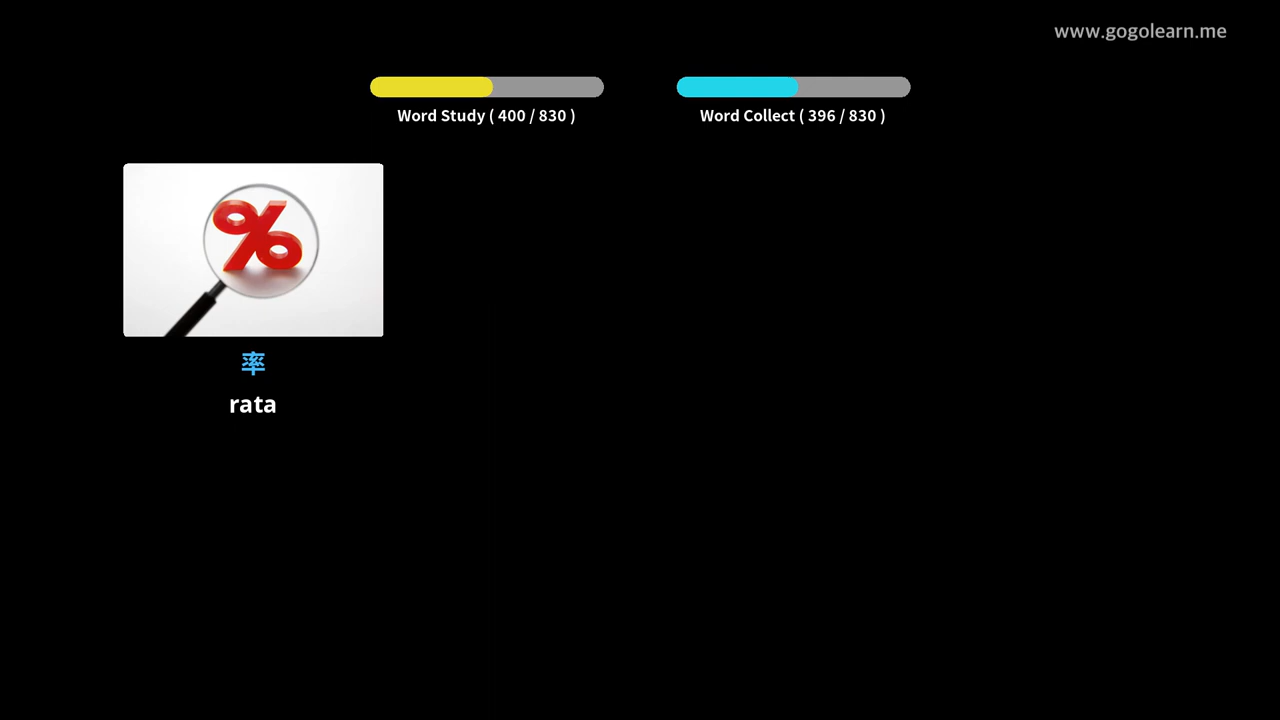 www.gogolearn.me
Word Study ( 400 / 830 )
Word Collect ( 396 / 830 )
%
率
rata